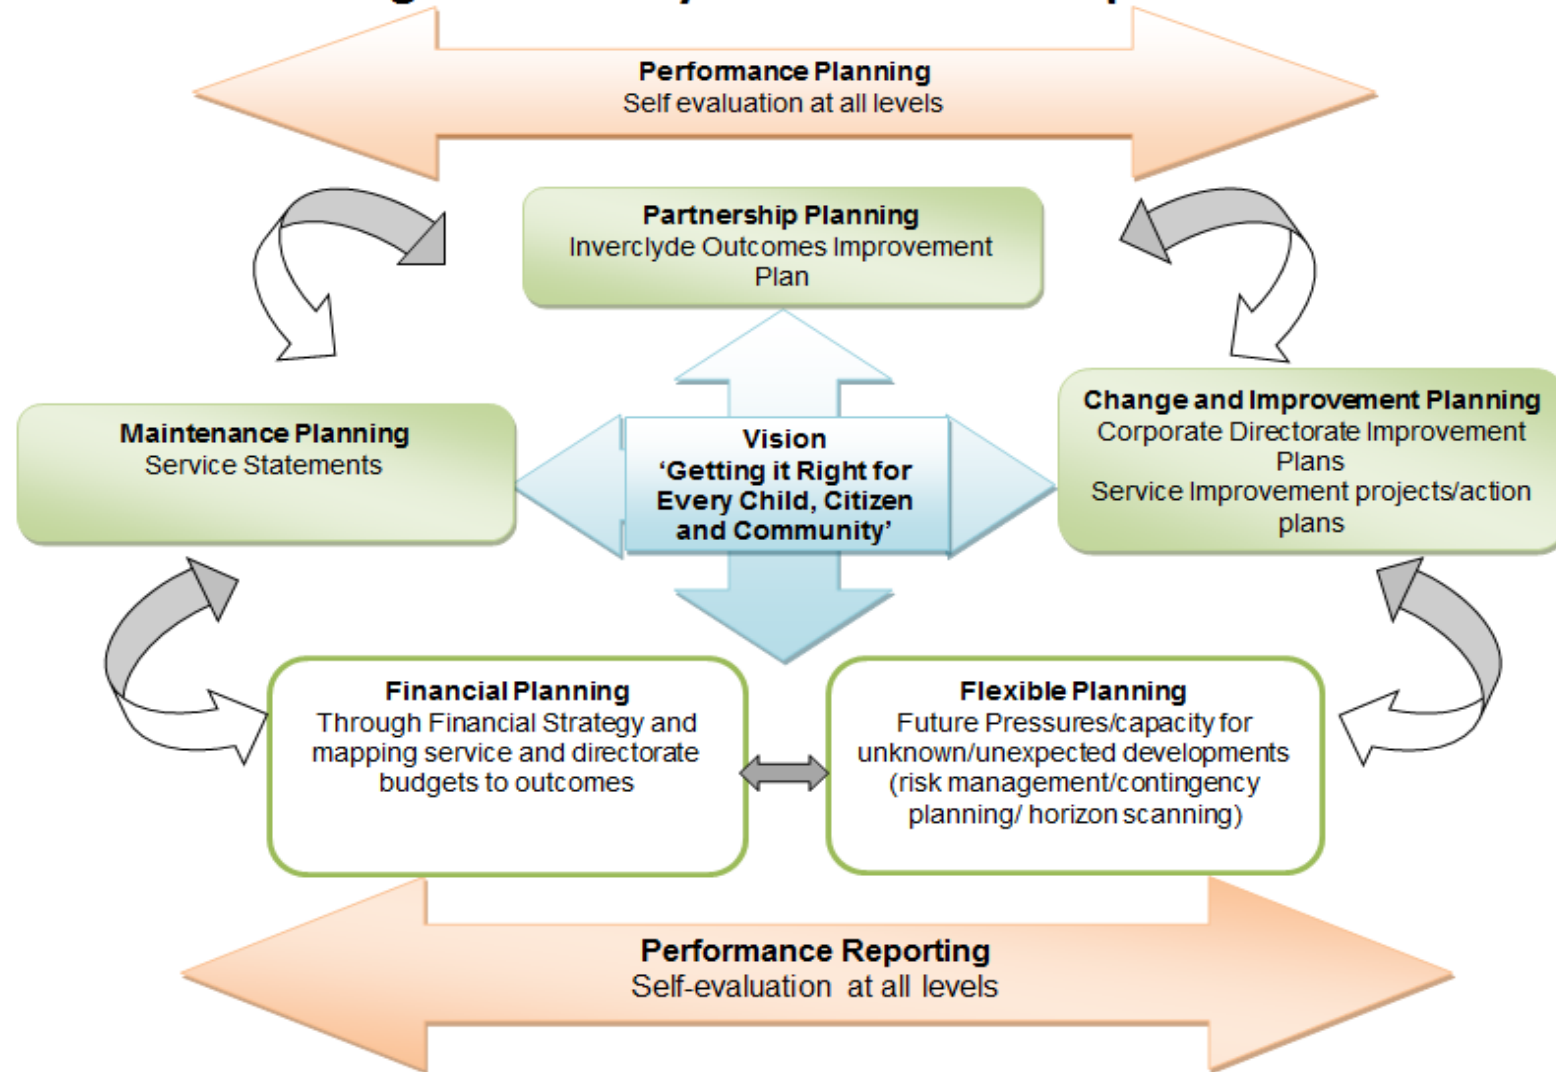 Performance Planning
Self evaluation at all levels
Partnership Planning
Inverclyde Outcomes Improvement
Plan
Maintenance Planning
Service Statements
Vision
‘Getting it Right for
Every Child, Citizen
and Community’
Change and Improvement Planning
Corporate Directorate Improvement
Plans
Service Improvement projects/action
plans
Financial Planning
Through Financial Strategy and
mapping service and directorate
budgets to outcomes
Flexible Planning
Future Pressures/capacity for
unknown/unexpected developments
(risk management/contingency
planning/ horizon scanning)
Performance Reporting
Self-evaluation at all levels